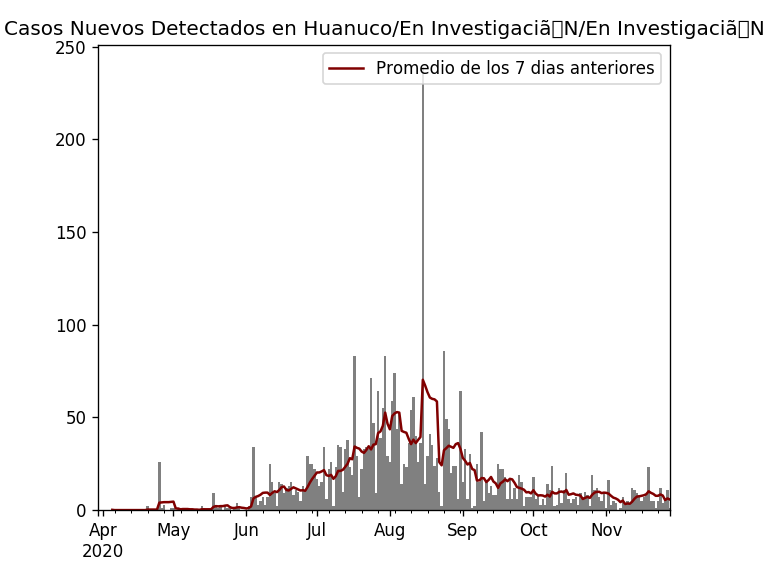 Casos Nuevos Detectados en Huanuco/En Investigaciã�N/En Investigaciã�N
250
Promedio de los 7 dias anteriores
200
150
100
50
0
Apr May Jun Jul Aug Sep Oct Nov
2020